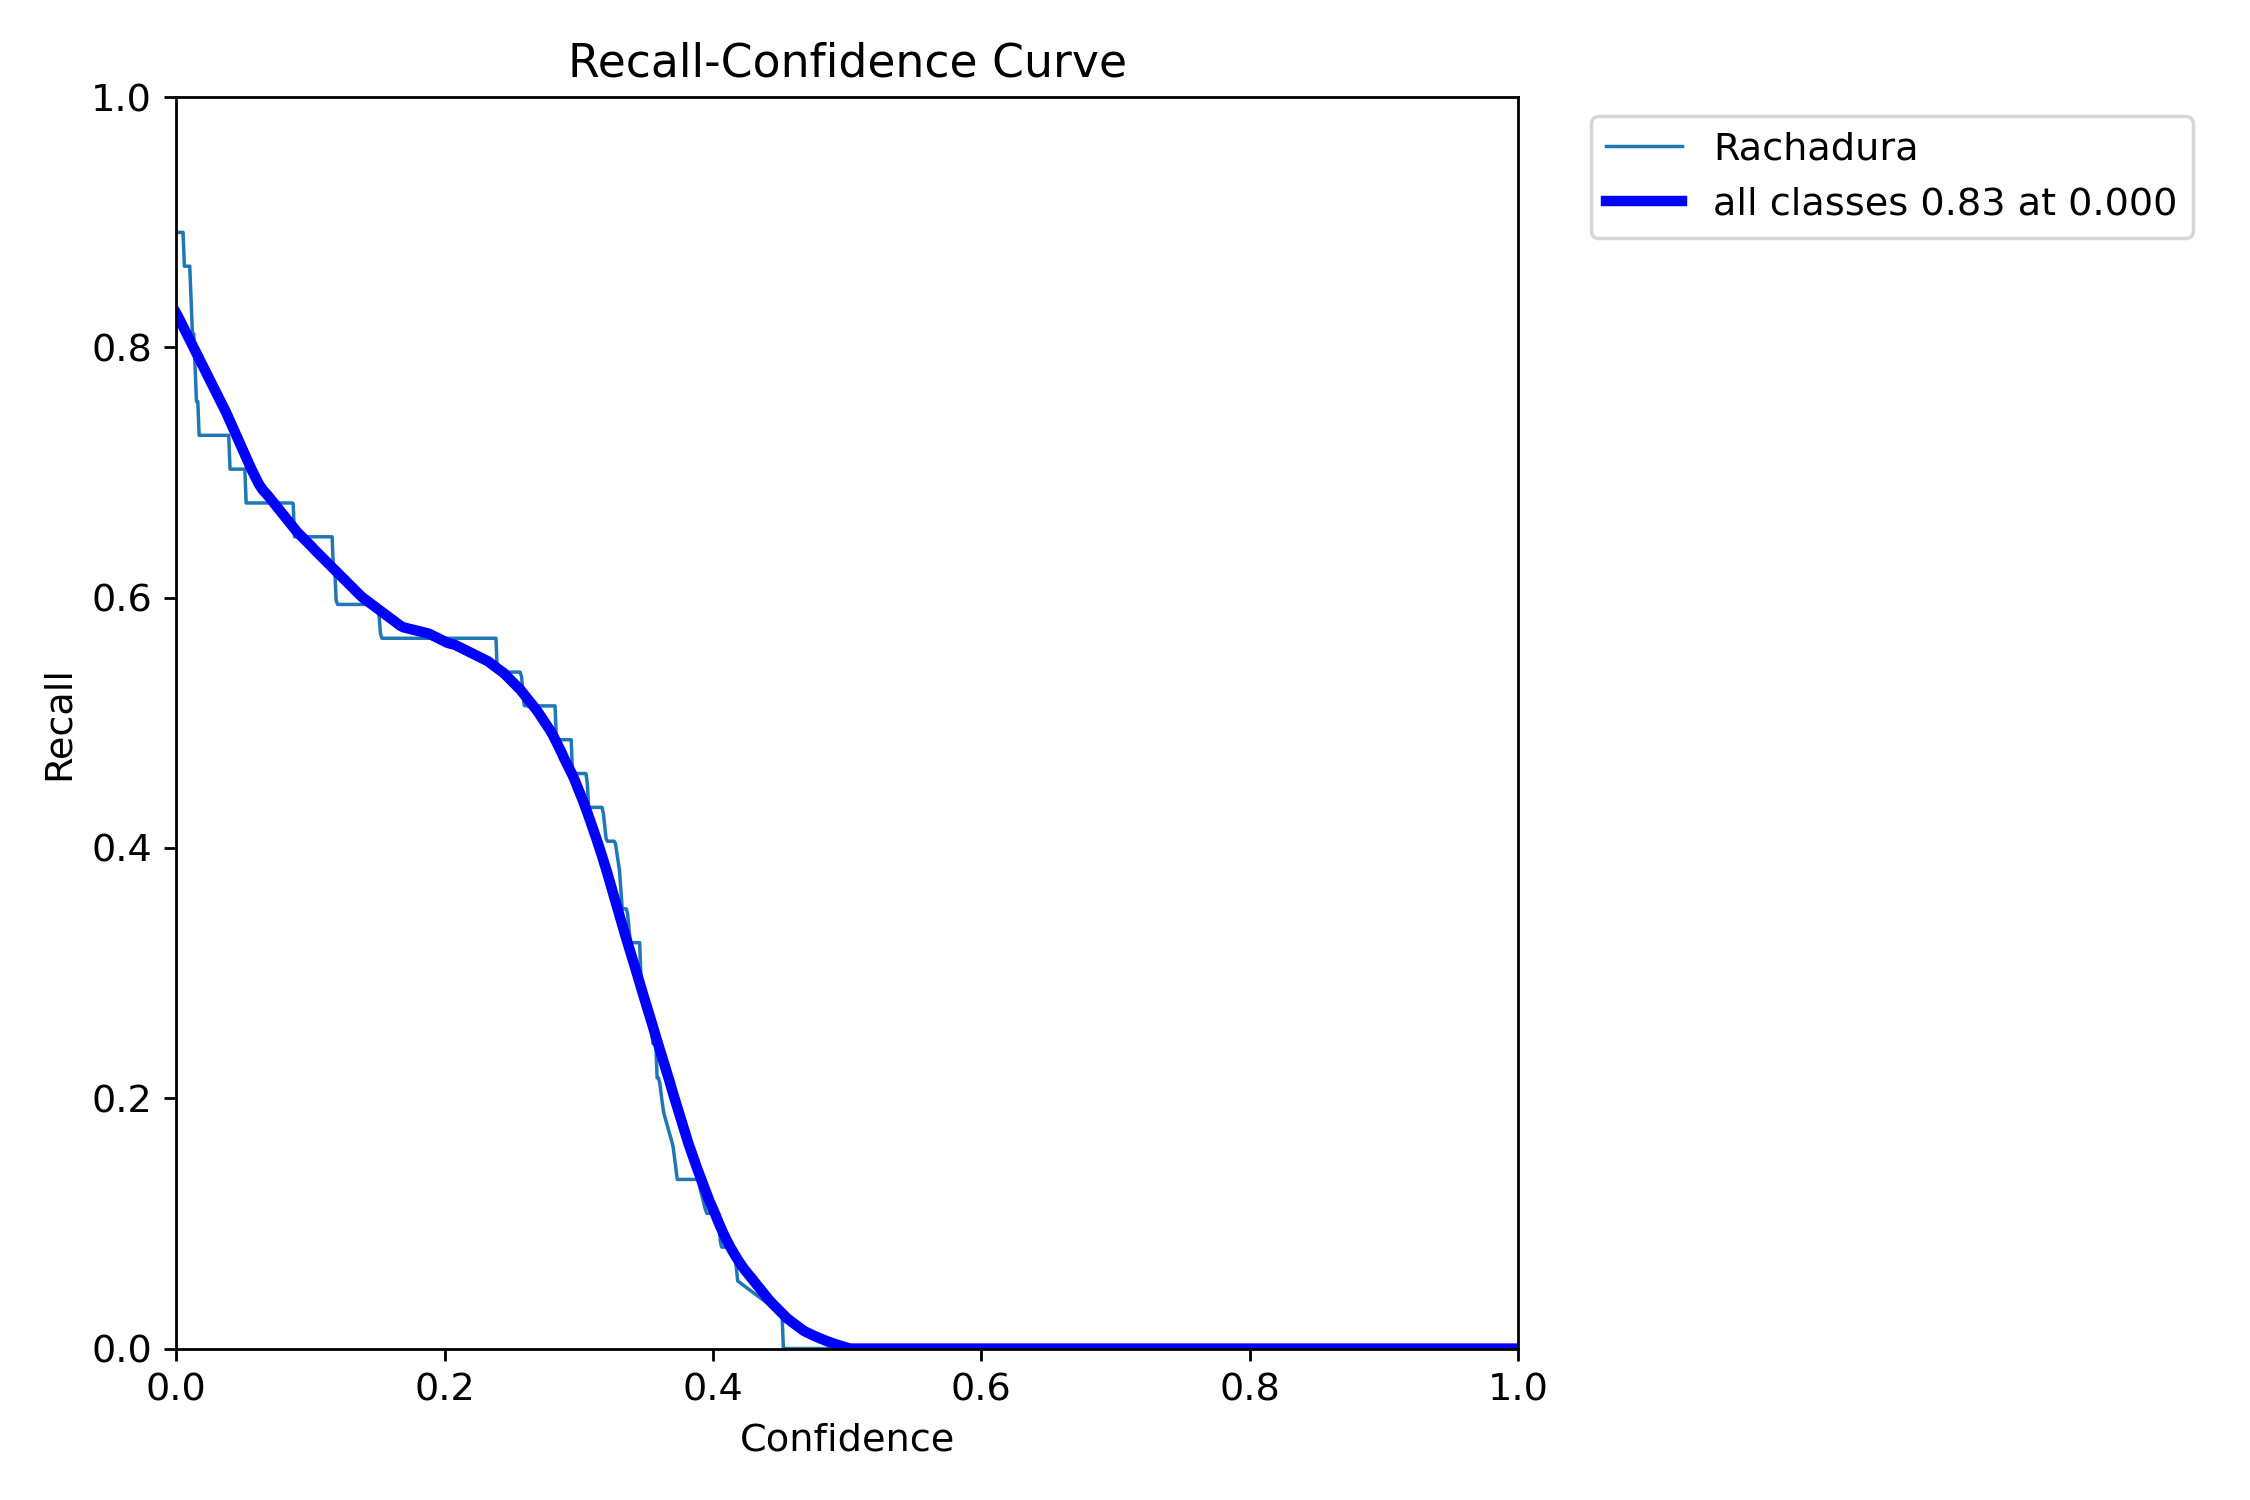 Recall-Confidence Curve
1.0
0.8
0.6
0.4
0.2
0.0
Recall
0.0 0.2 0.4 0.6 0.8 1.0
Confidence
Rachadura
all classes 0.83 at 0.000